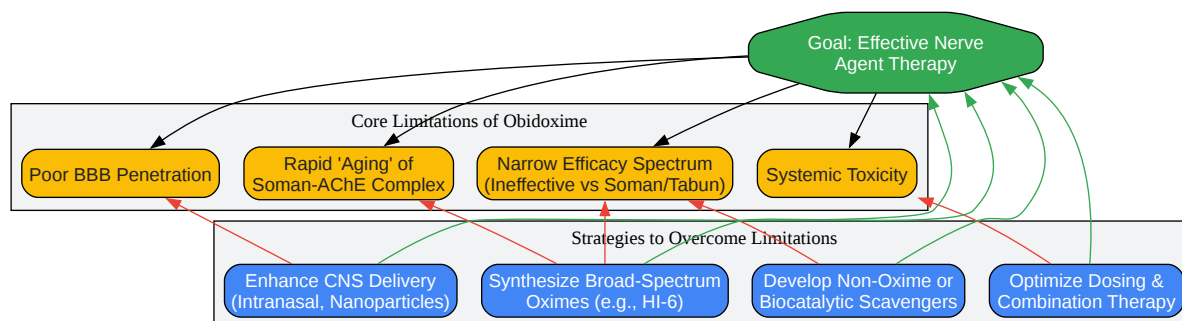 Goal: Effective Nerve
Agent Therapy
Core Limitations of Obidoxime
Poor BBB Penetration
Rapid 'Aging' of
Soman-AChE Complex
Narrow Efficacy Spectrum
(Ineffective vs Soman/Tabun)
Systemic Toxicity
Strategies to Overcome Limitations
Enhance CNS Delivery
(Intranasal, Nanoparticles)
Synthesize Broad-Spectrum
Oximes (e.g., HI-6)
Develop Non-Oxime or
Biocatalytic Scavengers
Optimize Dosing &
Combination Therapy